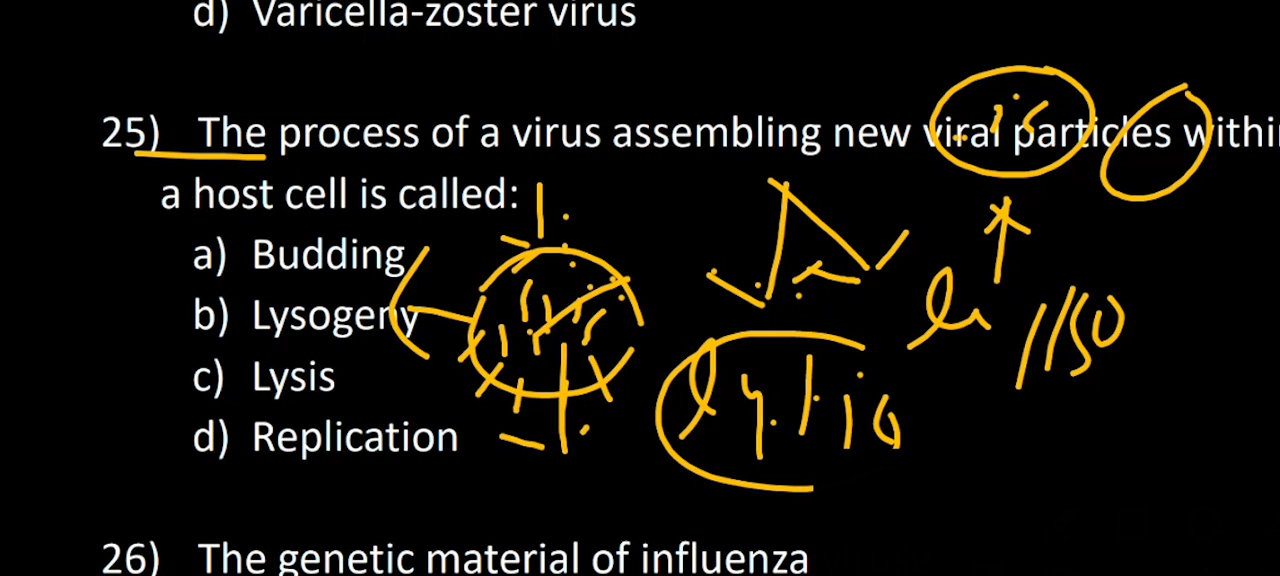 d) Varicella-zoster virus
25) The process of a virus assembling new viral particles withi
a host cell is called:
a) Budding
b) Lysogeny
c) Lysis
d) Replication
lytic
26) The genetic material of influenza